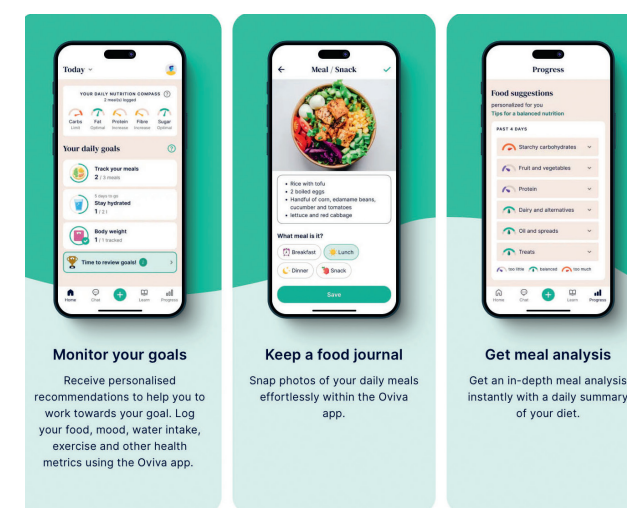 Today
YOUR DAILY NUTRITION COMPASS
2 meal(s) logged
Carbs Fat Protein Fibre Sugar
Limit Optimal Increase Increase Optimal
Your daily goals
Track your meals
2 / 3 meals
5 days to go
Stay hydrated
1 / 3 l
Body weight
1 / 1 tracked
Time to review goals!
Home Chat Learn Progress
Monitor your goals
Receive personalised
recommendations to help you to
work towards your goal. Log
your food, mood, water intake,
exercise and other health
metrics using the Oviva app.
Meal / Snack
• Rice with tofu
• 2 boiled eggs
• Handful of corn, edamame beans,
cucumber and tomatoes
• lettuce and red cabbage
What meal is it?
Breakfast Lunch
Dinner Snack
Save
Keep a food journal
Snap photos of your daily meals
effortlessly within the Oviva
app.
Progress
Food suggestions
personalized for you
Tips for a balanced nutrition
PAST 4 DAYS
Starchy carbohydrates
Fruit and vegetables
Protein
Dairy and alternatives
Oil and spreads
Treats
too little balanced too much
Home Chat Learn Progress
Get meal analysis
Get an in-depth meal analysis
instantly with a daily summary
of your diet.